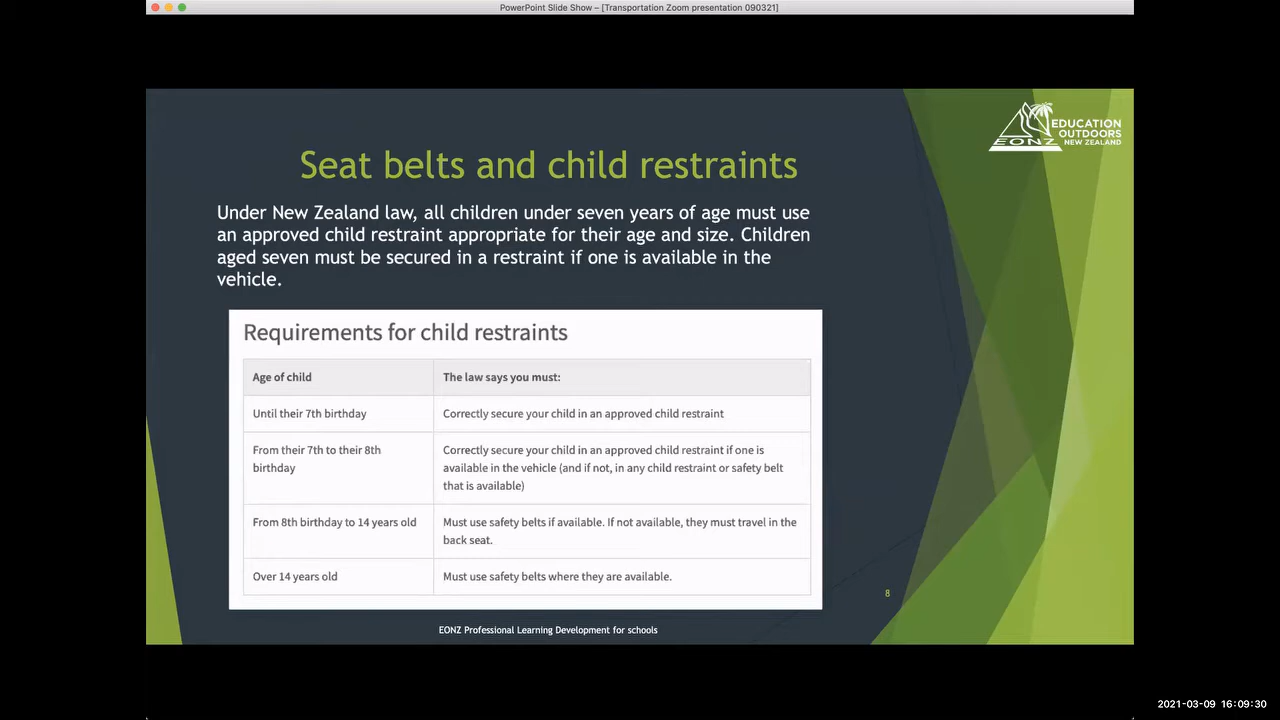 PowerPoint Slide Show – [Transportation Zoom presentation 090321]
EDUCATION
OUTDOORS
NEW ZEALAND
EONZ
Seat belts and child restraints
Under New Zealand law, all children under seven years of age must use
an approved child restraint appropriate for their age and size. Children
aged seven must be secured in a restraint if one is available in the
vehicle.
Requirements for child restraints
Age of child
The law says you must:
Until their 7th birthday
Correctly secure your child in an approved child restraint
From their 7th to their 8th
birthday
Correctly secure your child in an approved child restraint if one is
available in the vehicle (and if not, in any child restraint or safety belt
that is available)
From 8th birthday to 14 years old
Must use safety belts if available. If not available, they must travel in the
back seat.
Over 14 years old
Must use safety belts where they are available.
8
EONZ Professional Learning Development for schools
2021-03-09 16:09:30